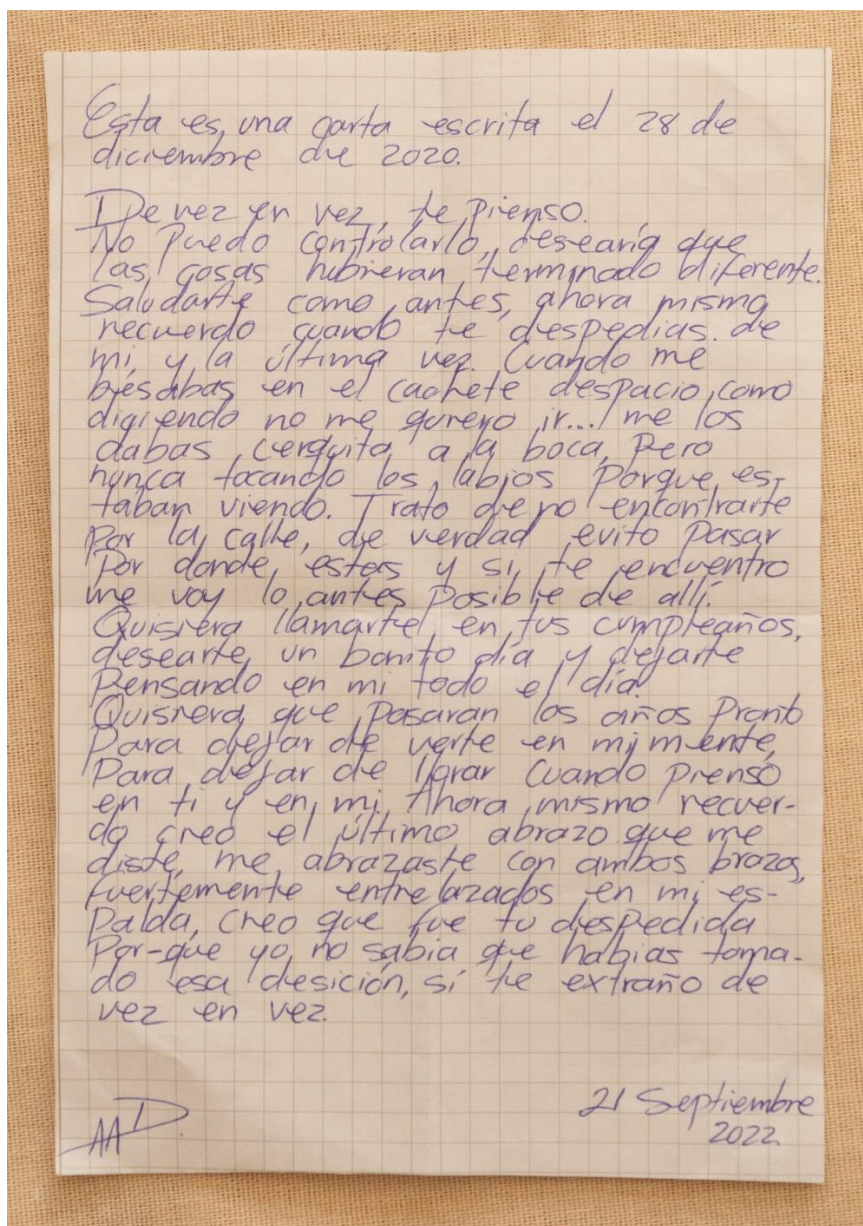 Esta es una carta escrita el 28 de
diciembre de 2020.
De vez en vez, te pienso.
No puedo controlarlo, desearía que
las cosas hubieran terminado diferente.
Saludarte como antes, ahora mismo
recuerdo cuando te despedias de
mi, y la última vez. Cuando me
besabas en el cachete despacio, como
digiendo no me quiero ir... me los
dabas cerquita a la boca, pero
nunca tocando los labios porque es-
taban viendo. Trato de no encontrarte
por la calle, de verdad evito pasar
por donde estas y si te encuentro
me voy lo antes posible de allí.
Quisiera llamarte en tus cumpleaños,
desearte un bonito día y dejarte
pensando en mi todo el día.
Quisiera que pasaran los años pronto
para dejar de verte en mi mente,
para dejar de llorar cuando pienso
en ti y en mi. Ahora mismo recuer-
do creo el último abrazo que me
diste, me abrazaste con ambos brazos,
fuertemente entrelazados en mi es-
palda, creo que fue tu despedida
por-que yo no sabia que habias toma-
do esa desición, sí te extraño de
vez en vez.
AAD.
21 Septiembre
2022